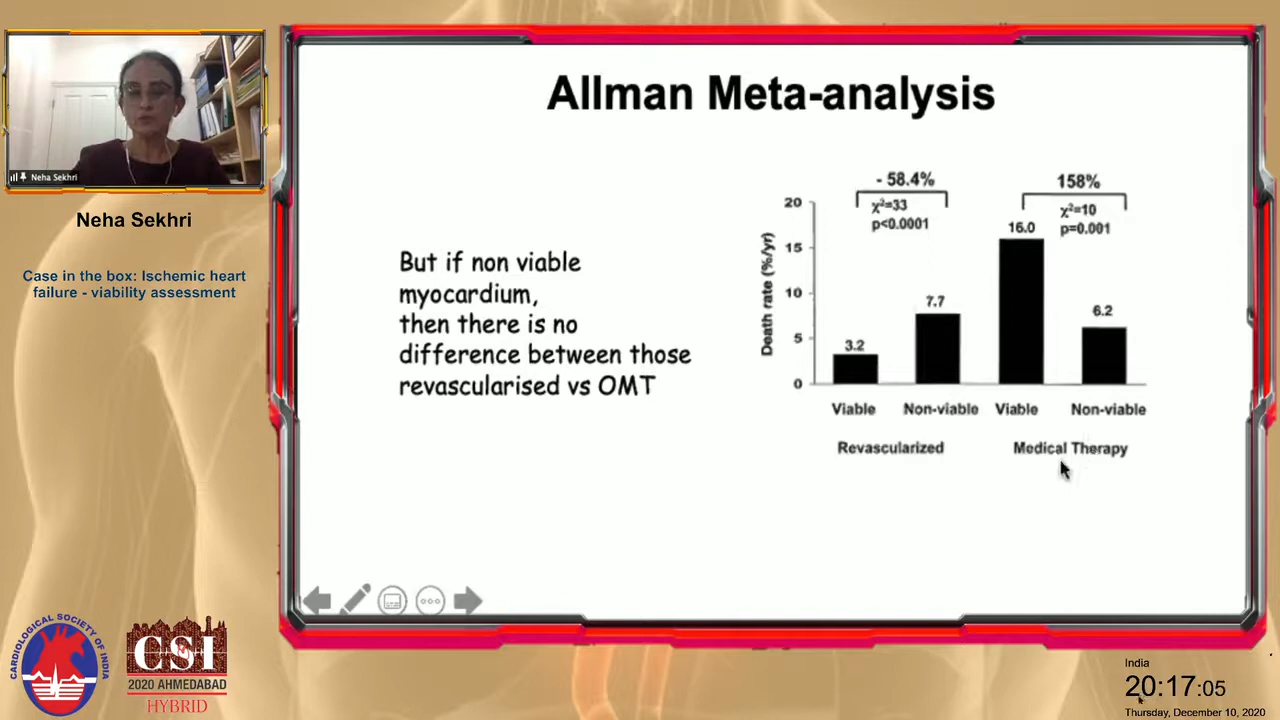 Neha Sekhri
Neha Sekhri
Case in the box: Ischemic heart
failure - viability assessment
Allman Meta-analysis
But if non viable
myocardium,
then there is no
difference between those
revascularised vs OMT
- 58.4%
χ²=33
p<0.0001
158%
χ²=10
p=0.001
Death rate (%/yr)
20
15
10
5
0
3.2
7.7
16.0
6.2
Viable
Non-viable
Viable
Non-viable
Revascularized
Medical Therapy
CARDIOLOGICAL SOCIETY OF INDIA
CSI
2020 AHMEDABAD
HYBRID
India
20:17:05
Thursday, December 10, 2020